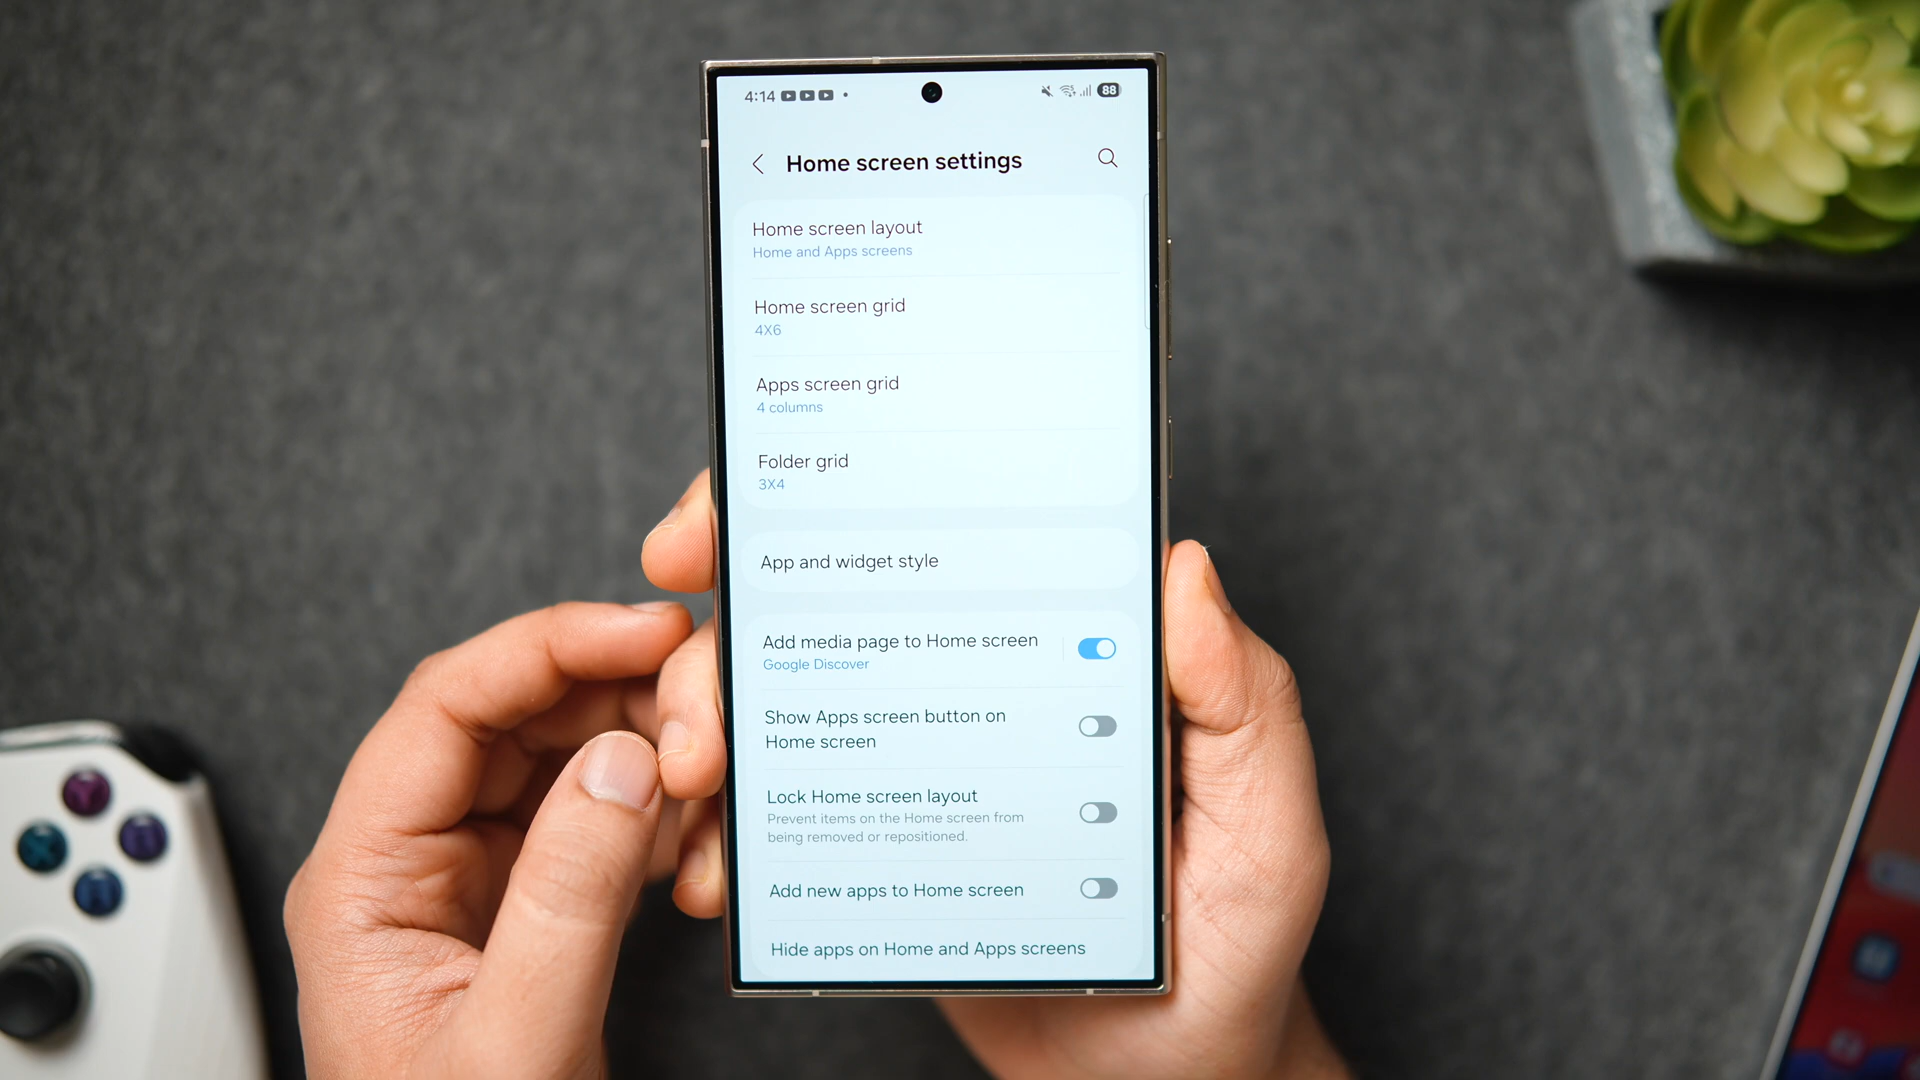 4:14
88
Home screen settings
Home screen layout
Home and Apps screens
Home screen grid
4X6
Apps screen grid
4 columns
Folder grid
3X4
App and widget style
Add media page to Home screen
Google Discover
Show Apps screen button on
Home screen
Lock Home screen layout
Prevent items on the Home screen from
being removed or repositioned.
Add new apps to Home screen
Hide apps on Home and Apps screens
Y
X
B
A